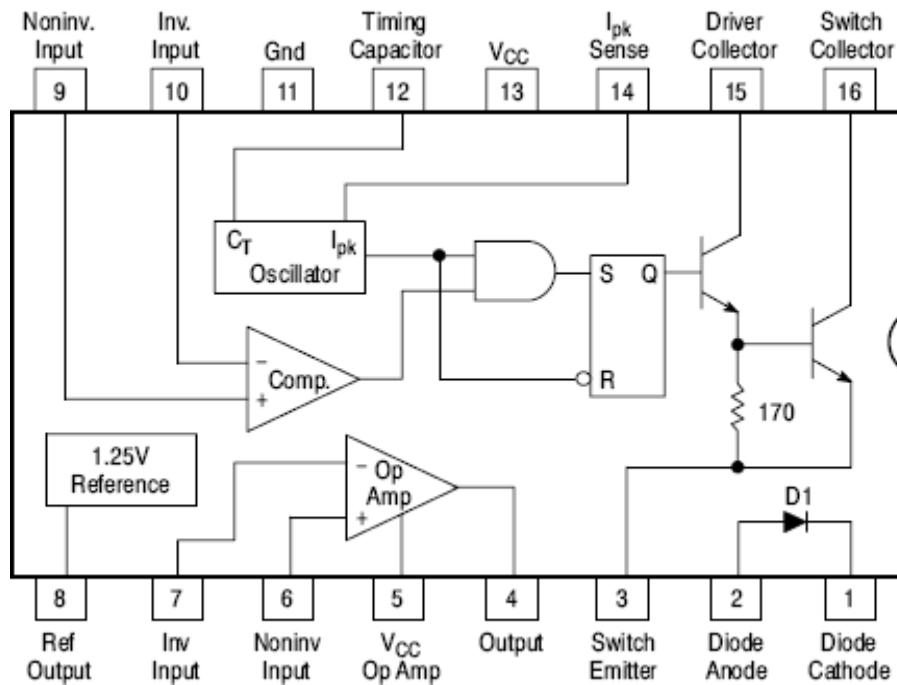 Noninv. Input
Inv. Input
Gnd
Timing Capacitor
VCC
Ipk Sense
Driver Collector
Switch Collector
9 10 11 12 13 14 15 16
CT Ipk
Oscillator
S Q
R
-
Comp.
+
170
1.25V
Reference
- Op
Amp
+
D1
8 7 6 5 4 3 2 1
Ref Output
Inv Input
Noninv Input
VCC Op Amp
Output
Switch Emitter
Diode Anode
Diode Cathode